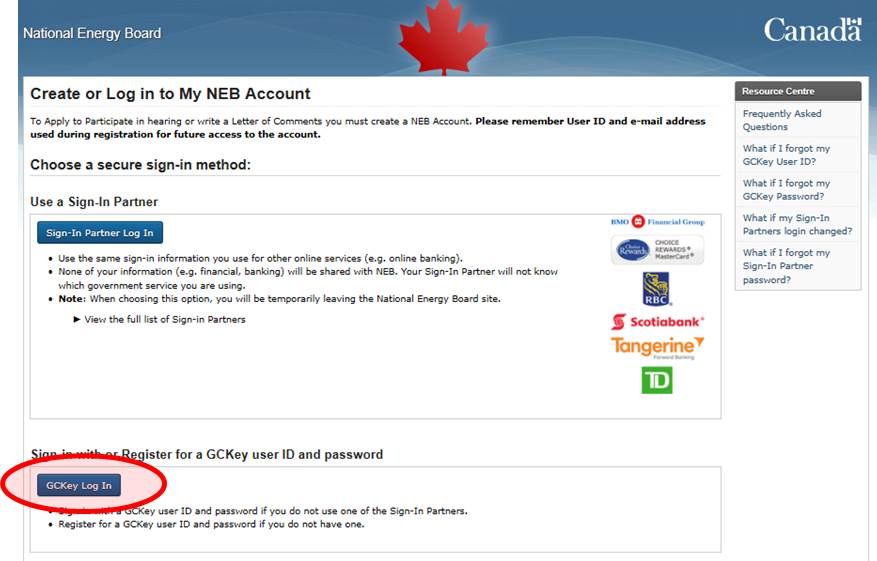 National Energy Board
Canada
Create or Log in to My NEB Account
To Apply to Participate in hearing or write a Letter of Comments you must create a NEB Account. Please remember User ID and e-mail address
used during registration for future access to the account.
Choose a secure sign-in method:
Use a Sign-In Partner
Sign-In Partner Log In
• Use the same sign-in information you use for other online services (e.g. online banking).
• None of your information (e.g. financial, banking) will be shared with NEB. Your Sign-In Partner will not know
which government service you are using.
• Note: When choosing this option, you will be temporarily leaving the National Energy Board site.
► View the full list of Sign-in Partners
BMO Financial Group
Choice Rewards
CHOICE
REWARDS®
MasterCard®
RBC
Scotiabank
Tangerine
Forward Banking
TD
Sign-in with or Register for a GCKey user ID and password
GCKey Log In
• Sign-in with a GCKey user ID and password if you do not use one of the Sign-In Partners.
• Register for a GCKey user ID and password if you do not have one.
Resource Centre
Frequently Asked
Questions
What if I forgot my
GCKey User ID?
What if I forgot my
GCKey Password?
What if my Sign-In
Partners login changed?
What if I forgot my
Sign-In Partner
password?